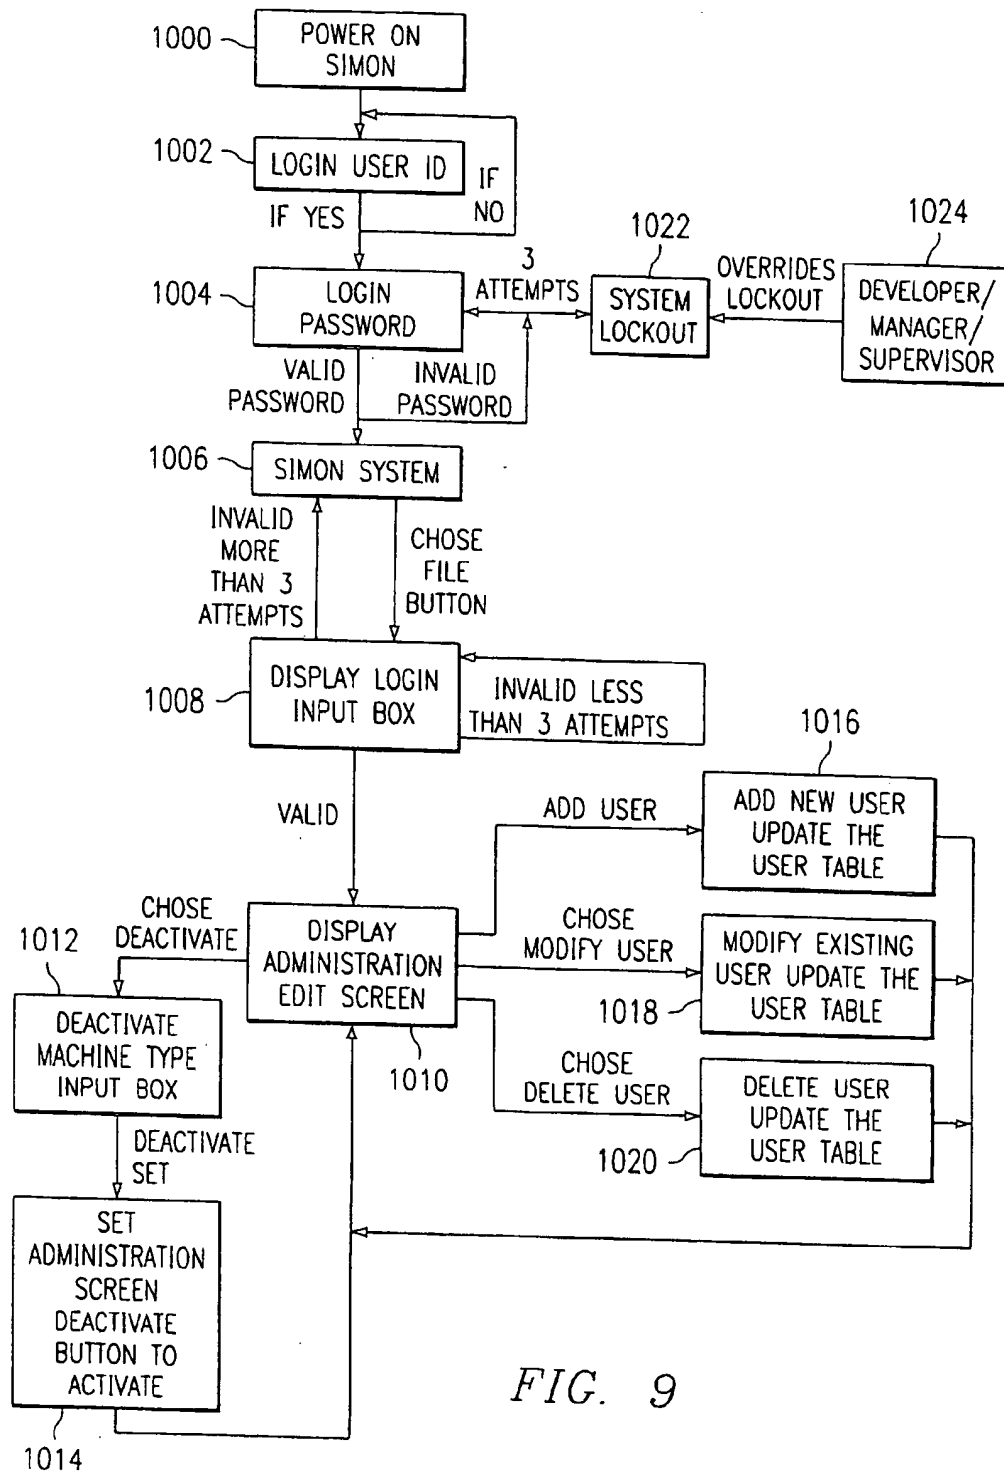 1000
POWER ON
SIMON
1002
LOGIN USER ID
IF
NO
IF YES
1022
1024
1004
LOGIN
PASSWORD
3
ATTEMPTS
SYSTEM
LOCKOUT
OVERRIDES
LOCKOUT
DEVELOPER/
MANAGER/
SUPERVISOR
VALID
PASSWORD
INVALID
PASSWORD
1006
SIMON SYSTEM
INVALID
MORE
THAN 3
ATTEMPTS
CHOSE
FILE
BUTTON
1008
DISPLAY LOGIN
INPUT BOX
INVALID LESS
THAN 3 ATTEMPTS
VALID
1016
ADD USER
ADD NEW USER
UPDATE THE
USER TABLE
CHOSE
DEACTIVATE
DISPLAY
ADMINISTRATION
EDIT SCREEN
1010
CHOSE
MODIFY USER
MODIFY EXISTING
USER UPDATE THE
USER TABLE
1018
1012
DEACTIVATE
MACHINE TYPE
INPUT BOX
CHOSE
DELETE USER
DELETE USER
UPDATE THE
USER TABLE
1020
DEACTIVATE
SET
SET
ADMINISTRATION
SCREEN
DEACTIVATE
BUTTON TO
ACTIVATE
1014
FIG. 9